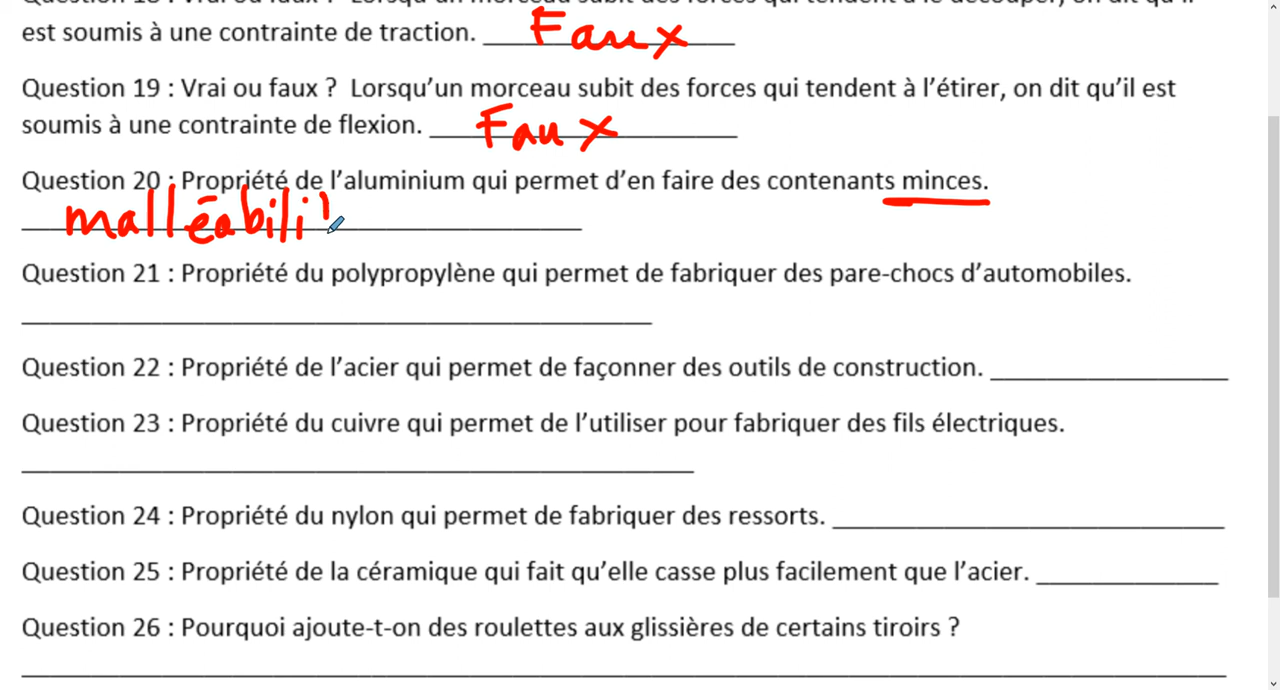 est soumis à une contrainte de traction. Faux
Question 19 : Vrai ou faux ? Lorsqu’un morceau subit des forces qui tendent à l’étirer, on dit qu’il est
soumis à une contrainte de flexion. Faux
Question 20 : Propriété de l’aluminium qui permet d’en faire des contenants minces.
malléabili
Question 21 : Propriété du polypropylène qui permet de fabriquer des pare-chocs d’automobiles.
Question 22 : Propriété de l’acier qui permet de façonner des outils de construction.
Question 23 : Propriété du cuivre qui permet de l’utiliser pour fabriquer des fils électriques.
Question 24 : Propriété du nylon qui permet de fabriquer des ressorts.
Question 25 : Propriété de la céramique qui fait qu’elle casse plus facilement que l’acier.
Question 26 : Pourquoi ajoute-t-on des roulettes aux glissières de certains tiroirs ?